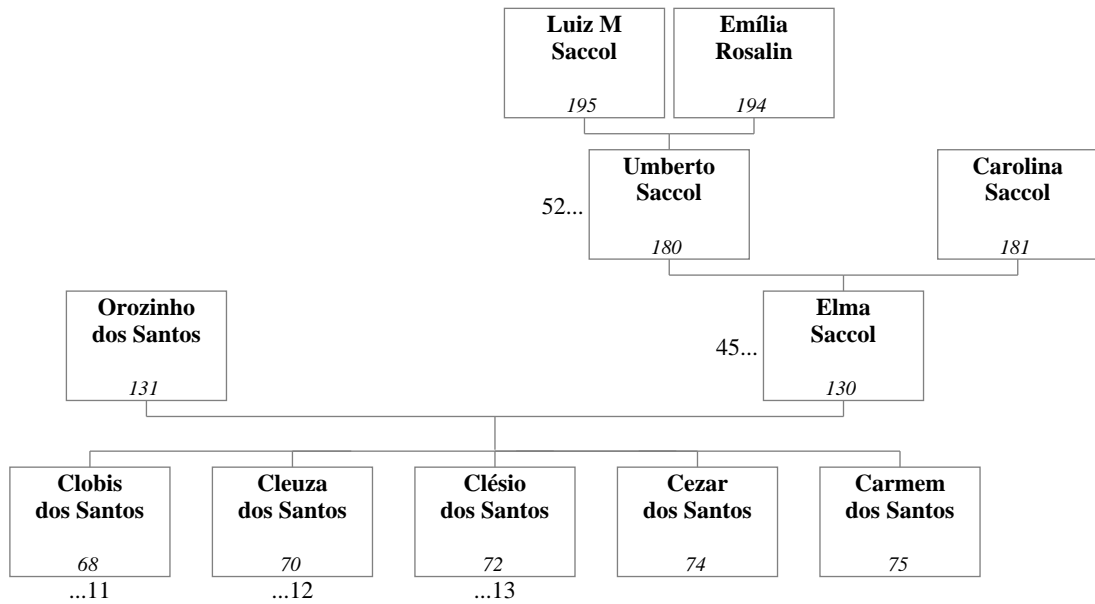 Luiz M
Saccol
195
Emília
Rosalin
194
52...
Umberto
Saccol
180
Carolina
Saccol
181
Orozinho
dos Santos
131
45...
Elma
Saccol
130
Clobis
dos Santos
68
...11
Cleuza
dos Santos
70
...12
Clésio
dos Santos
72
...13
Cezar
dos Santos
74
Carmem
dos Santos
75